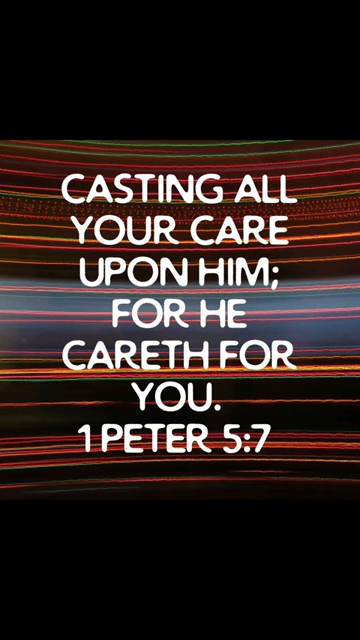 CASTING ALL
YOUR CARE
UPON HIM;
FOR HE
CARETH FOR
YOU.
1 PETER 5:7